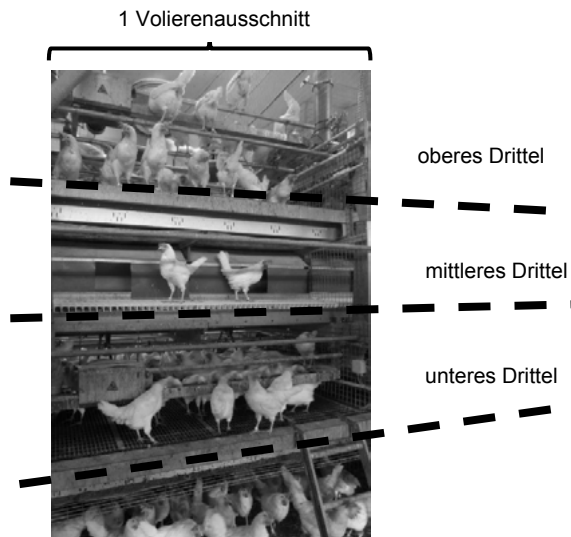 1 Volierenausschnitt
oberes Drittel
mittleres Drittel
unteres Drittel